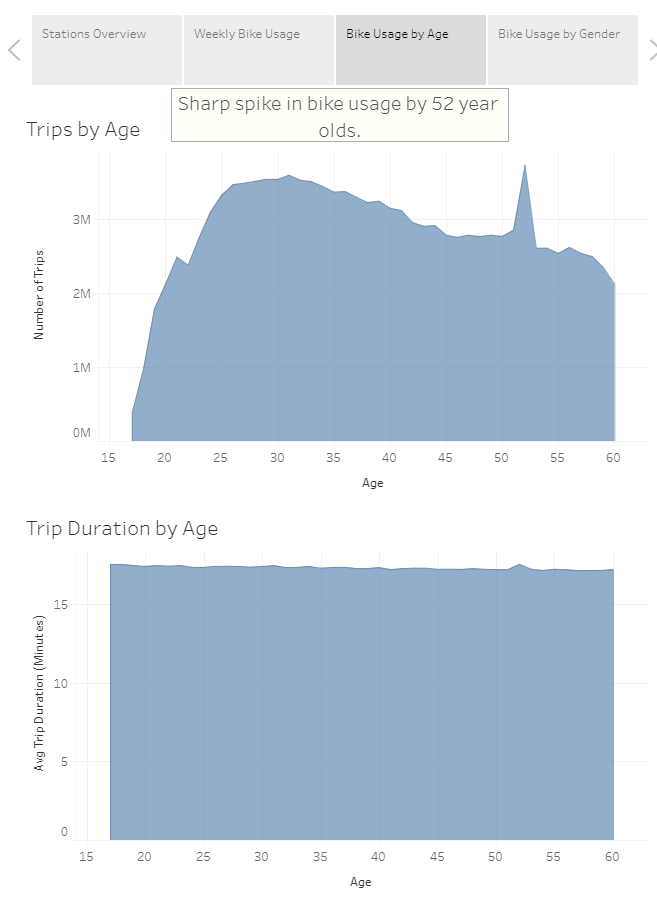 Stations Overview
Weekly Bike Usage
Bike Usage by Age
Bike Usage by Gender
Sharp spike in bike usage by 52 year
olds.
Trips by Age
3M
2M
1M
0M
Number of Trips
15 20 25 30 35 40 45 50 55 60
Age
Trip Duration by Age
15
10
5
0
Avg Trip Duration (Minutes)
15 20 25 30 35 40 45 50 55 60
Age